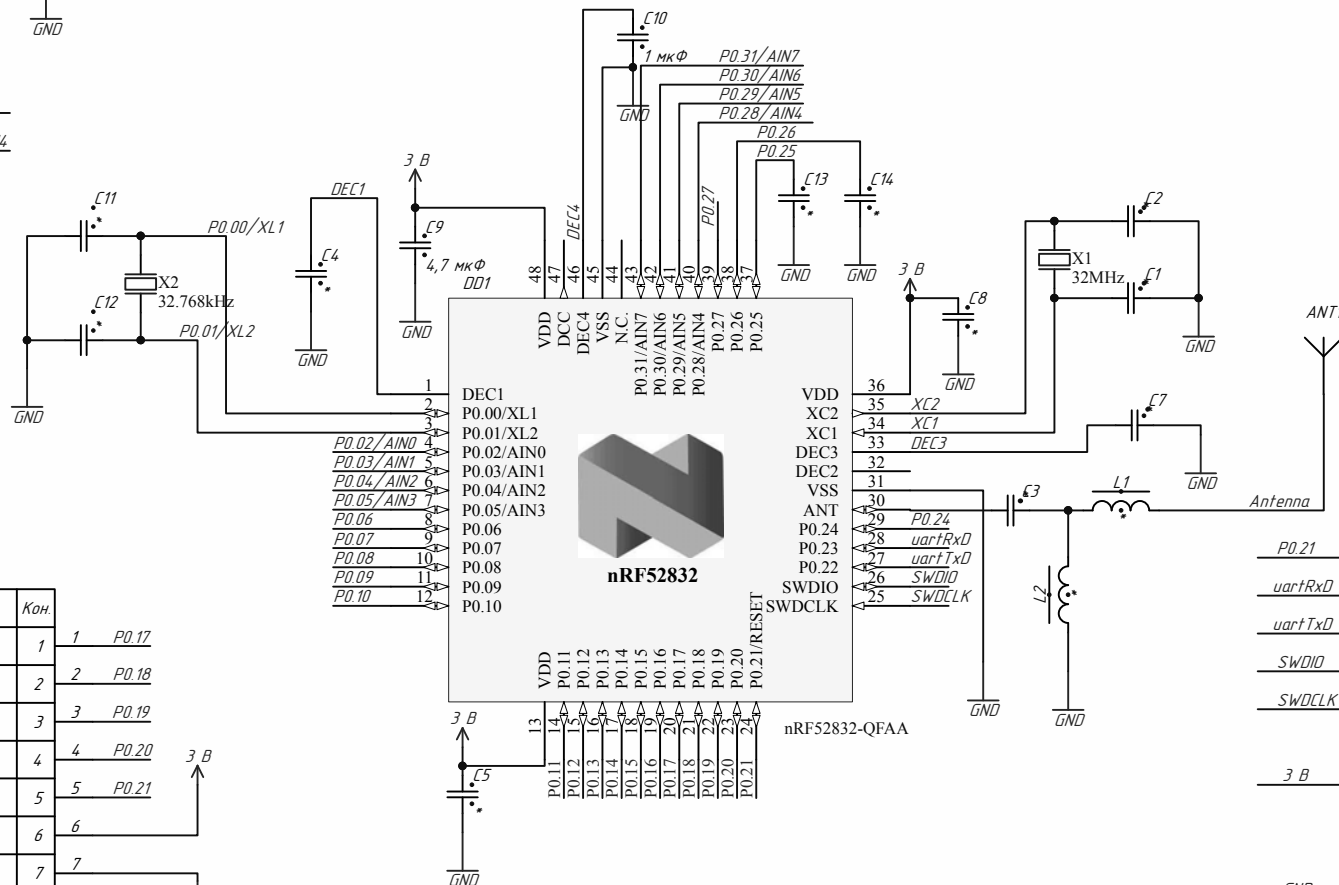 GND
4
C10
1 мкФ
GND
P0.31/AIN7
P0.30/AIN6
P0.29/AIN5
P0.28/AIN4
P0.26
P0.25
C13
C14
P0.27
GND
GND
DEC4
3 В
C9
4,7 мкФ
DD1
GND
DEC1
C4
GND
C11
P0.00/XL1
X2
32.768kHz
C12
P0.01/XL2
GND
3 В
C8
GND
C2
X1
32MHz
C1
GND
ANT1
48 47 46 45 44 43 42 41 40 39 38 37
VDD DCC DEC4 VSS N.C. P0.31/AIN7 P0.30/AIN6 P0.29/AIN5 P0.28/AIN4 P0.27 P0.26 P0.25
1 DEC1
2 P0.00/XL1
3 P0.01/XL2
P0.02/AIN0 4 P0.02/AIN0
P0.03/AIN1 5 P0.03/AIN1
P0.04/AIN2 6 P0.04/AIN2
P0.05/AIN3 7 P0.05/AIN3
P0.06 8 P0.06
P0.07 9 P0.07
P0.08 10 P0.08
P0.09 11 P0.09
P0.10 12 P0.10
nRF52832
VDD 36
XC2 35 XC2
XC1 34 XC1
DEC3 33 DEC3
DEC2 32
VSS 31
ANT 30
P0.24 29 P0.24
P0.23 28 uartRxD
P0.22 27 uartTxD
SWDIO 26 SWDIO
SWDCLK 25 SWDCLK
C7
GND
C3
L1
Antenna
L2
GND
GND
VDD P0.11 P0.12 P0.13 P0.14 P0.15 P0.16 P0.17 P0.18 P0.19 P0.20 P0.21/RESET
13 14 15 16 17 18 19 20 21 22 23 24
nRF52832-QFAA
P0.11 P0.12 P0.13 P0.14 P0.15 P0.16 P0.17 P0.18 P0.19 P0.20 P0.21
3 В
C5
GND
Кон.
1 1 P0.17
2 2 P0.18
3 3 P0.19
4 4 P0.20
5 5 P0.21
6 6
7 7
3 В
P0.21
uartRxD
uartTxD
SWDIO
SWDCLK
3 В
GND